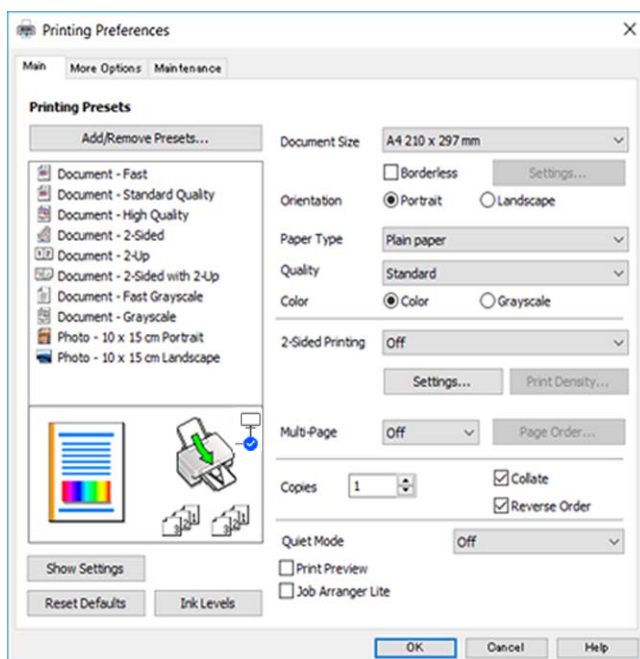 Printing Preferences
Main More Options Maintenance
Printing Presets
Add/Remove Presets...
Document - Fast
Document - Standard Quality
Document - High Quality
Document - 2-Sided
Document - 2-Up
Document - 2-Sided with 2-Up
Document - Fast Grayscale
Document - Grayscale
Photo - 10 x 15 cm Portrait
Photo - 10 x 15 cm Landscape
Show Settings
Reset Defaults Ink Levels
Document Size A4 210 x 297 mm
Borderless Settings...
Orientation Portrait Landscape
Paper Type Plain paper
Quality Standard
Color Color Grayscale
2-Sided Printing Off
Settings... Print Density...
Multi-Page Off Page Order...
Copies 1 Collate
Reverse Order
Quiet Mode Off
Print Preview
Job Arranger Lite
OK Cancel Help